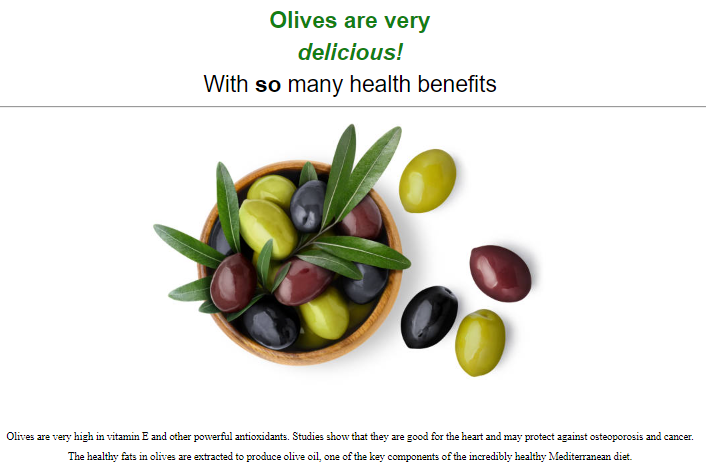 Olives are very
delicious!
With so many health benefits
Olives are very high in vitamin E and other powerful antioxidants. Studies show that they are good for the heart and may protect against osteoporosis and cancer.
The healthy fats in olives are extracted to produce olive oil, one of the key components of the incredibly healthy Mediterranean diet.